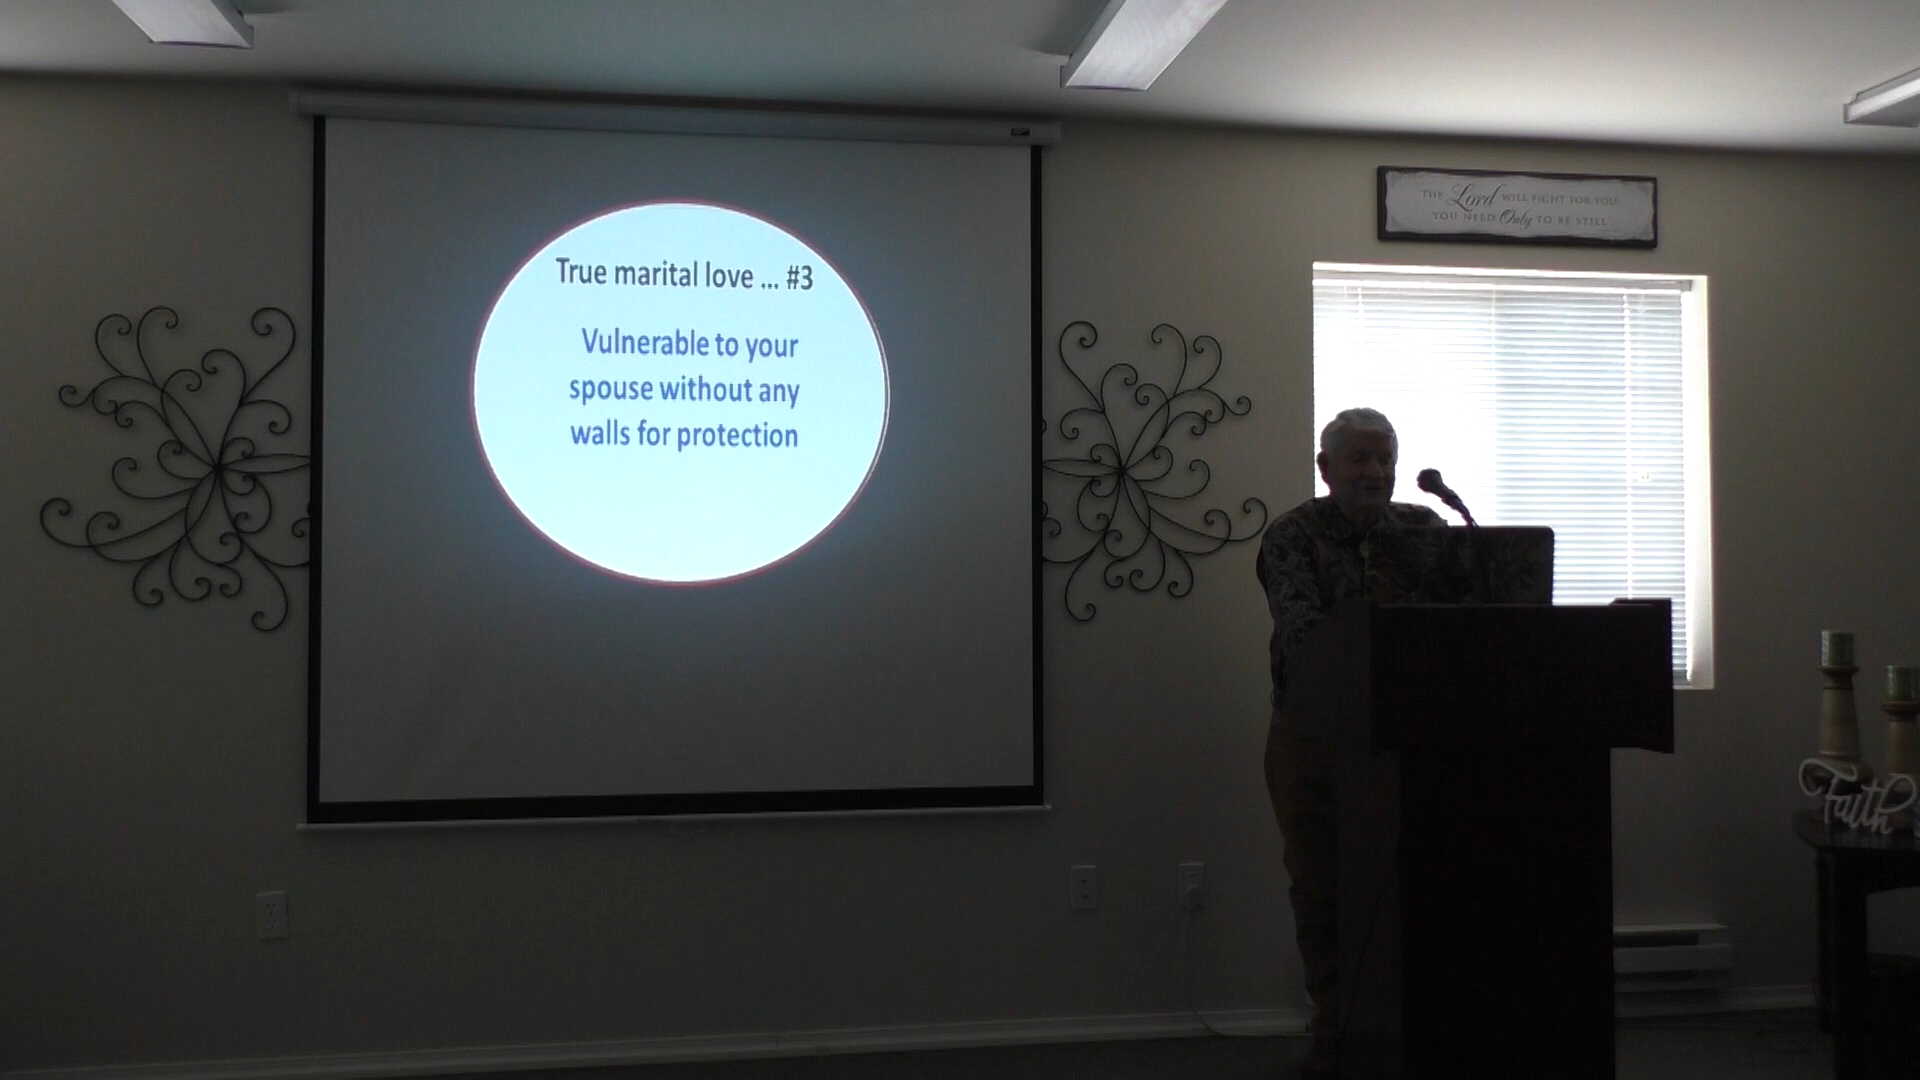 True marital love ... #3
Vulnerable to your
spouse without any
walls for protection
THE Lord WILL FIGHT FOR YOU;
YOU NEED Only TO BE STILL
Faith